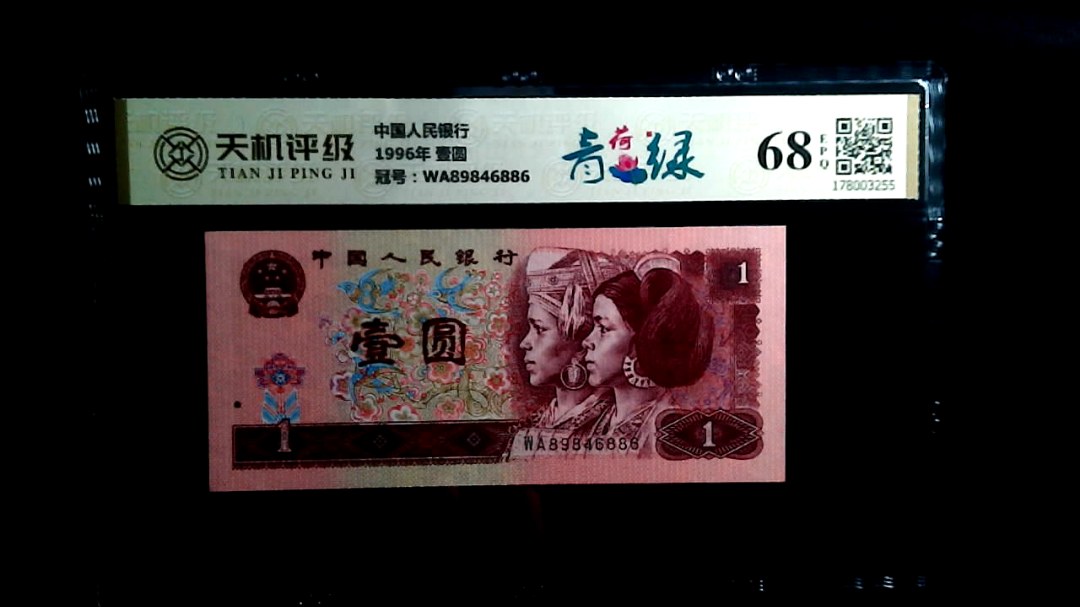 天机评级
TIAN JI PING JI
中国人民银行
1996年 壹圆
冠号：WA89846886
青荷绿
68
EPQ
178003255
中国人民银行
1
壹圆
1
WA89846886
1